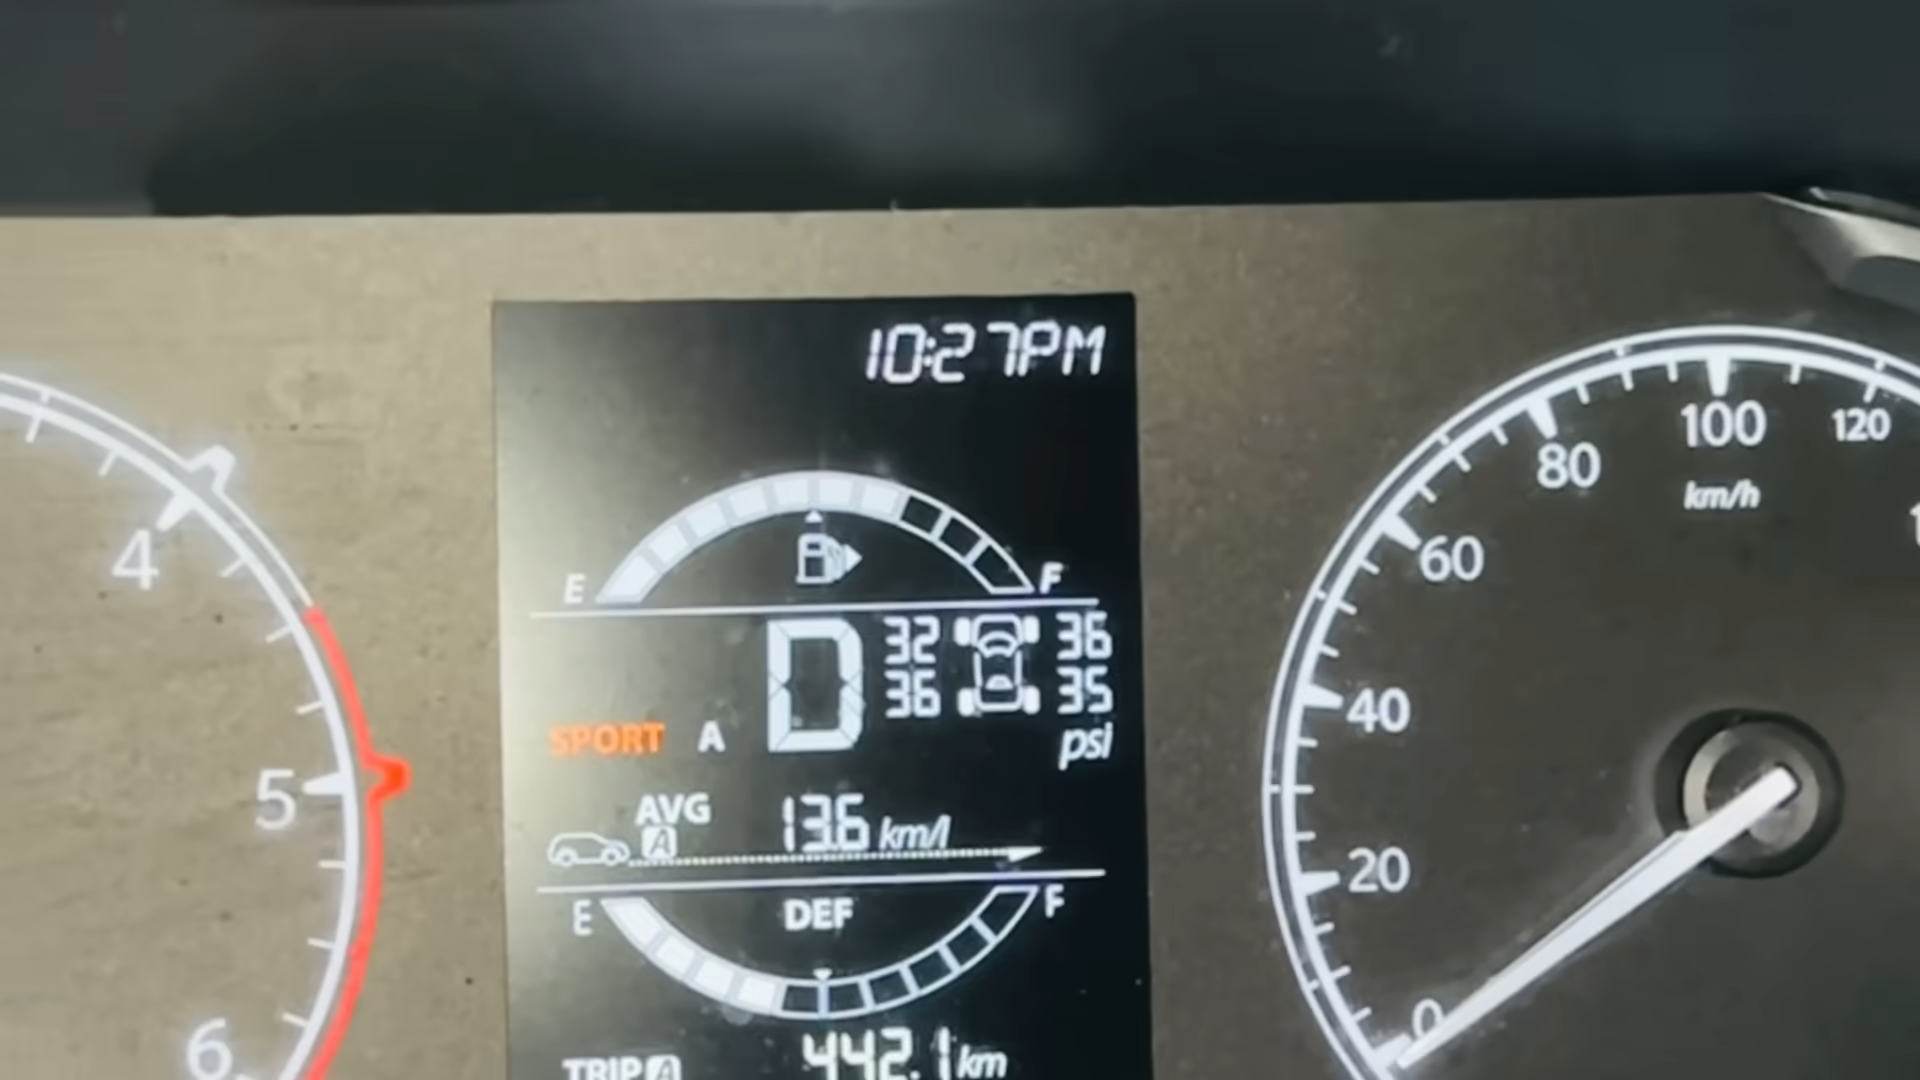 10:27PM
E F
D 32 36
36 35
psi
SPORT A
AVG
A 13.6 km/l
E DEF F
TRIP A 442.1 km
4
5
6
0
20
40
60
80
100
120
km/h